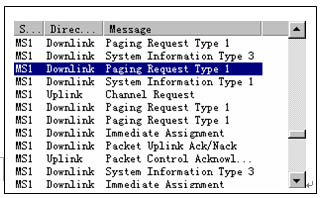 S... Direc... Message
MS1 Downlink Paging Request Type 1
MS1 Downlink System Information Type 3
MS1 Downlink Paging Request Type 1
MS1 Downlink System Information Type 1
MS1 Uplink Channel Request
MS1 Downlink Paging Request Type 1
MS1 Downlink Paging Request Type 1
MS1 Downlink Immediate Assignment
MS1 Downlink Packet Uplink Ack/Nack
MS1 Uplink Packet Control Acknowl...
MS1 Downlink System Information Type 3
MS1 Downlink Immediate Assignment